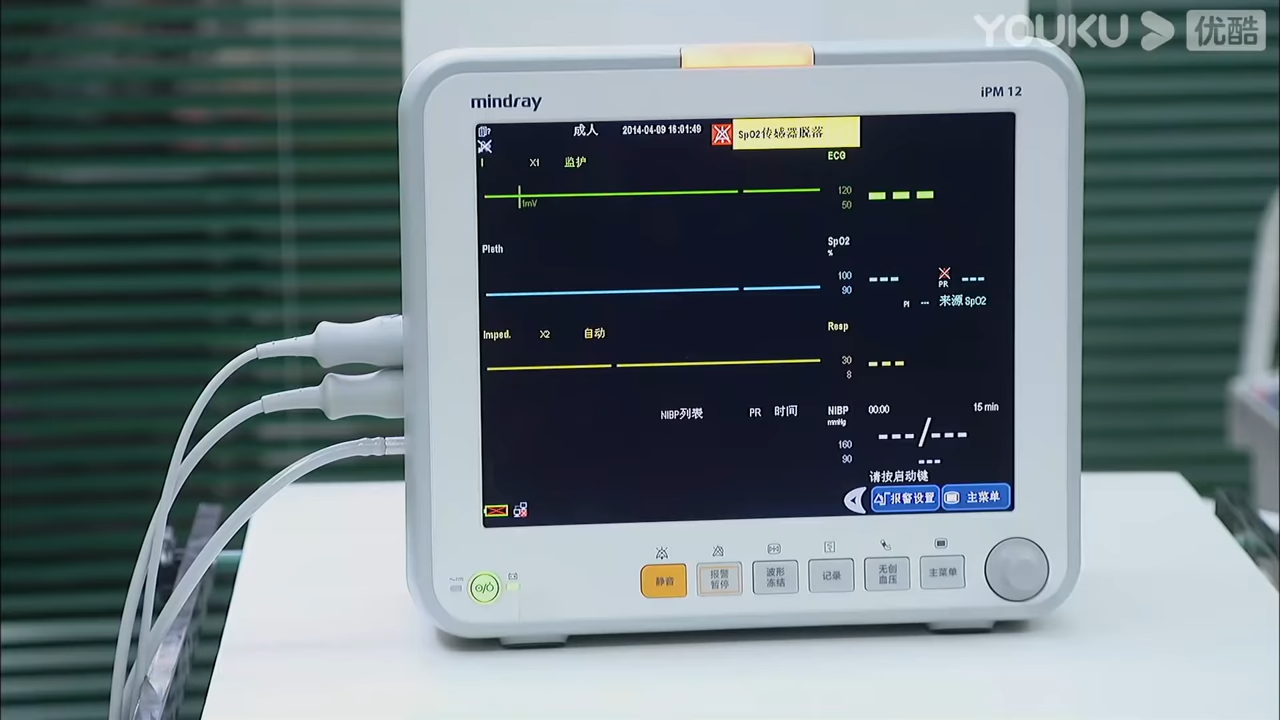 YOUKU 优酷
mindray
iPM 12
成人 2014-04-09 16:01:49 SpO2传感器脱落
I X1 监护
ECG
1mV
120
50
---
Pleth
SpO2
%
100
90
---
PR
---
PI -- 来源 SpO2
Imped. X2 自动
Resp
30
8
---
NIBP列表 PR 时间
NIBP
mmHg
00:00 15 min
160
90
---/---
---
请按启动键
报警设置 主菜单
静音
报警
暂停
波形
冻结
记录
无创
血压
主菜单